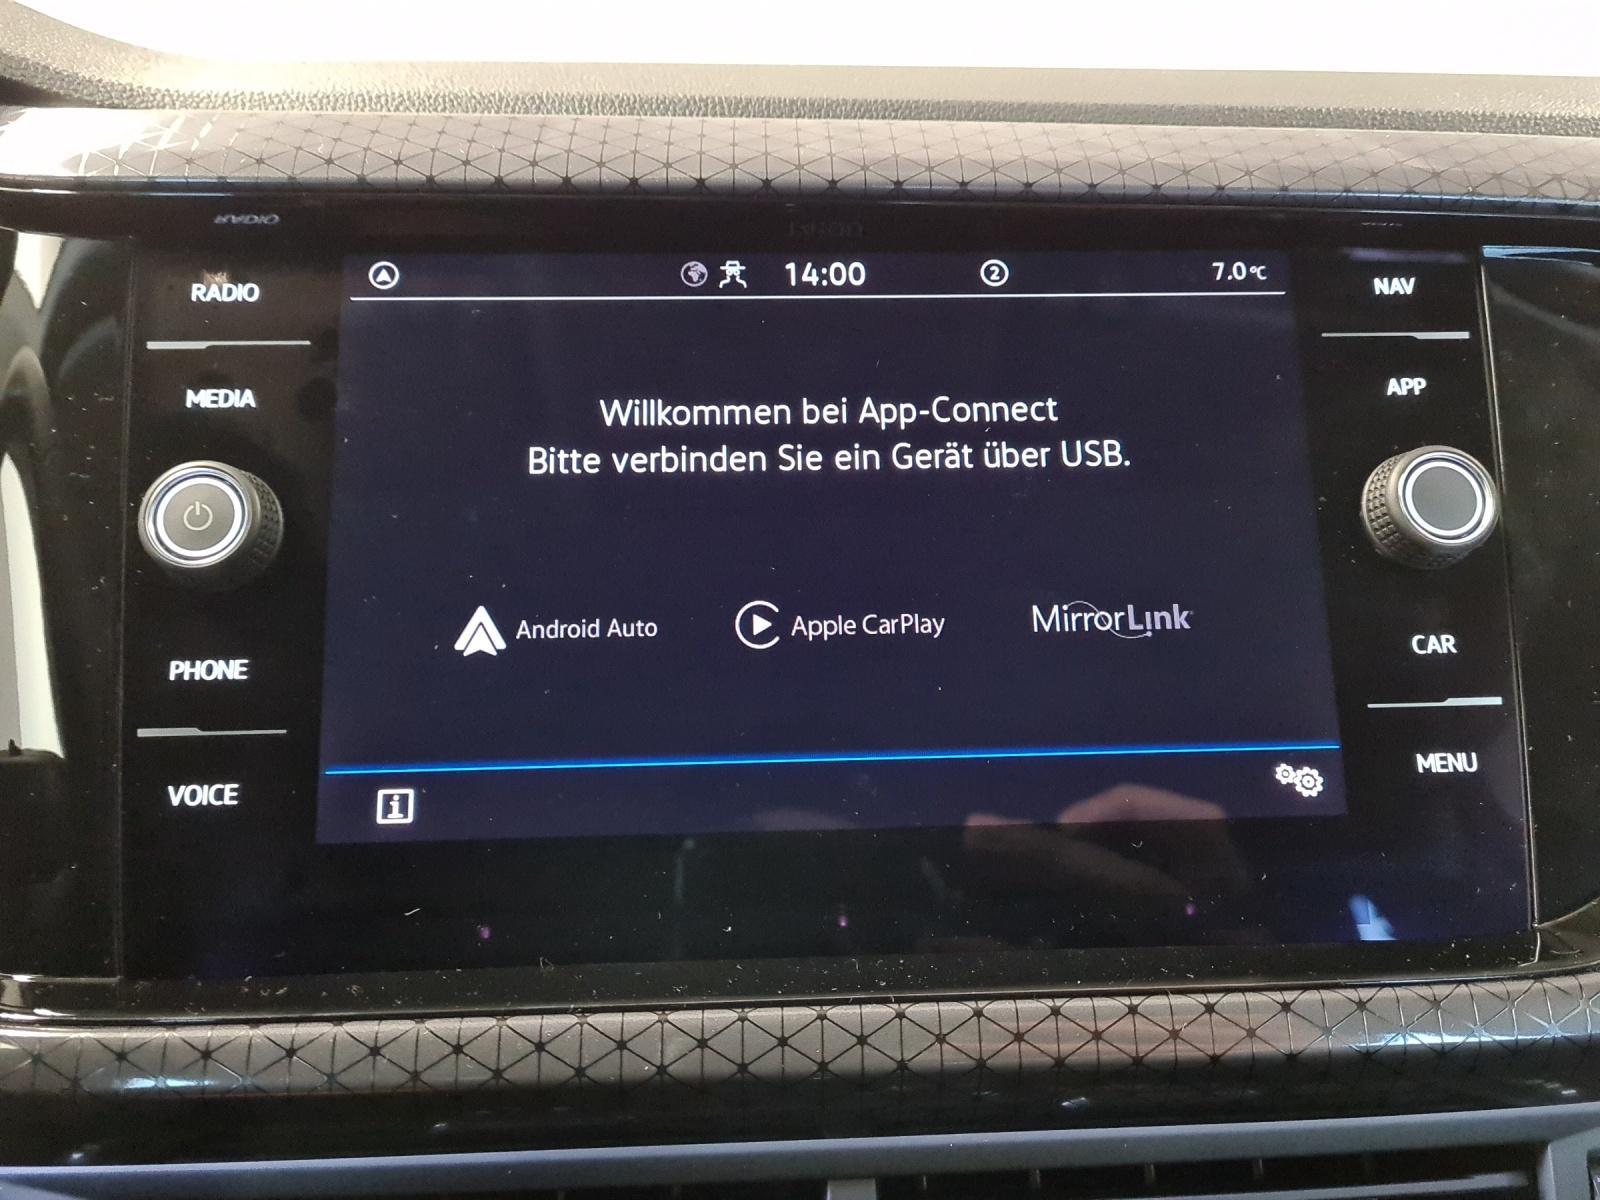 RADIO
MEDIA
PHONE
VOICE
14:00
2
7.0°C
Willkommen bei App-Connect
Bitte verbinden Sie ein Gerät über USB.
Android Auto
Apple CarPlay
MirrorLink
i
NAV
APP
CAR
MENU